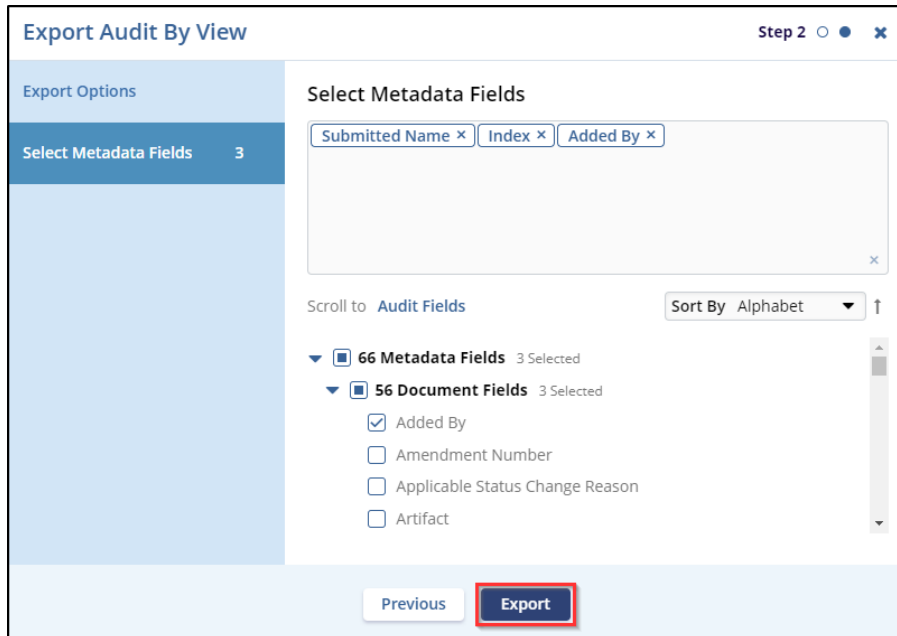 Export Audit By View
Step 2
Export Options
Select Metadata Fields 3
Select Metadata Fields
Submitted Name × Index × Added By ×
Scroll to Audit Fields
Sort By Alphabet
66 Metadata Fields 3 Selected
56 Document Fields 3 Selected
Added By
Amendment Number
Applicable Status Change Reason
Artifact
Previous
Export